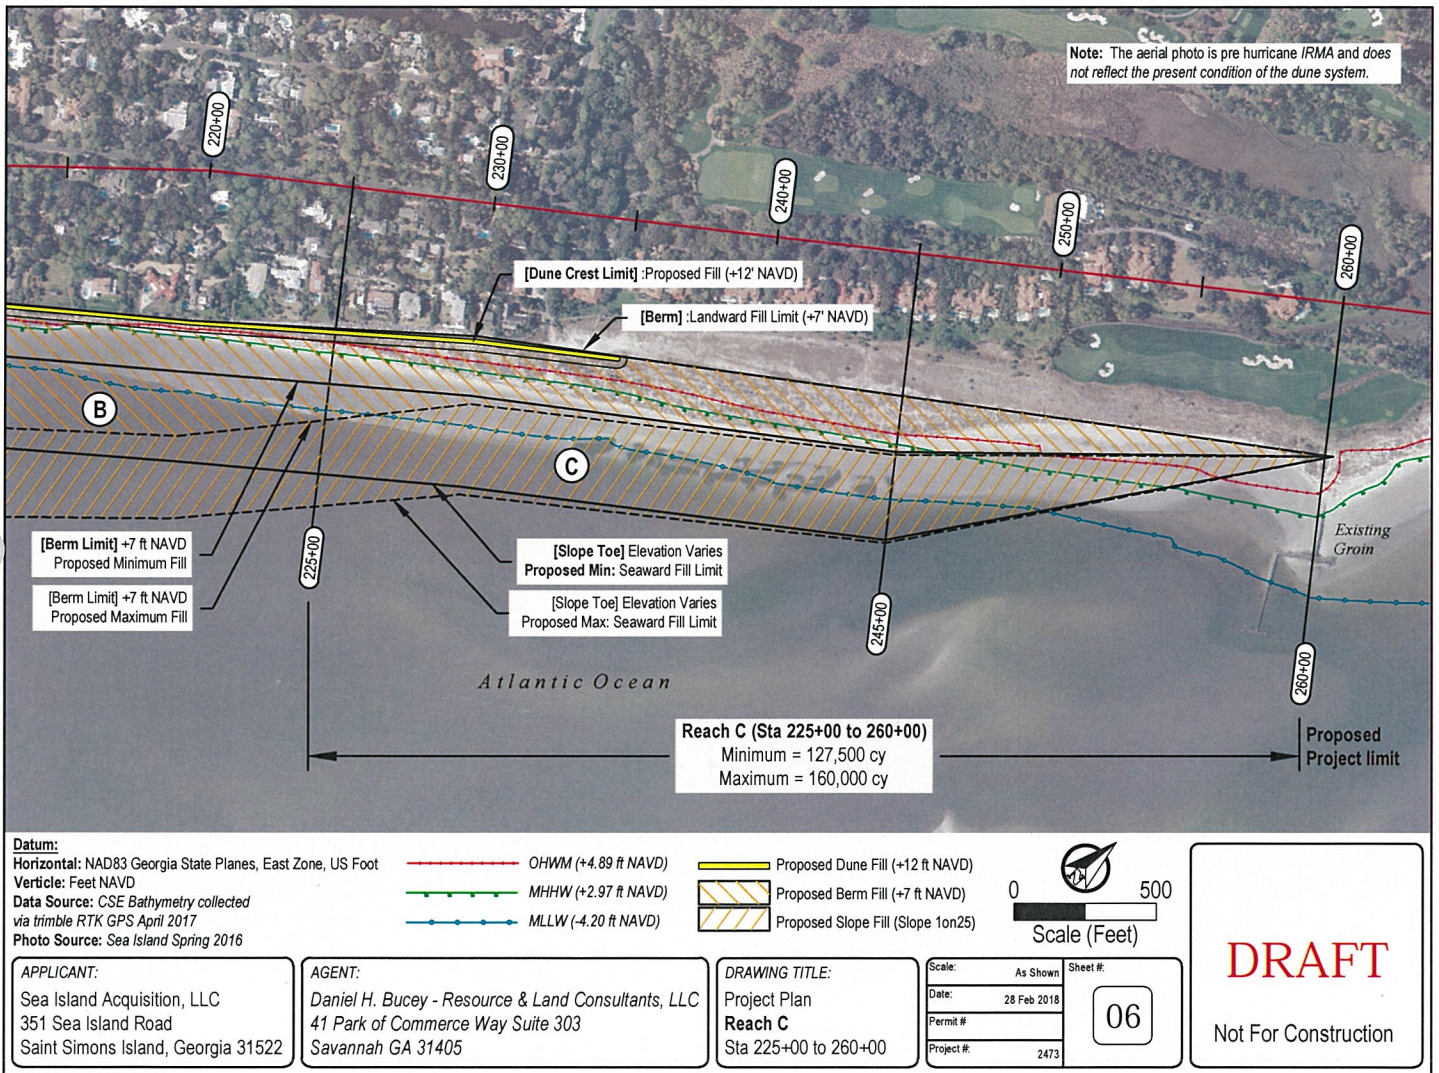 Note: The aerial photo is pre hurricane IRMA and does
not reflect the present condition of the dune system.
220+00
230+00
240+00
250+00
260+00
[Dune Crest Limit] :Proposed Fill (+12' NAVD)
[Berm] :Landward Fill Limit (+7' NAVD)
B
C
[Berm Limit] +7 ft NAVD
Proposed Minimum Fill
[Berm Limit] +7 ft NAVD
Proposed Maximum Fill
225+00
[Slope Toe] Elevation Varies
Proposed Min: Seaward Fill Limit
[Slope Toe] Elevation Varies
Proposed Max: Seaward Fill Limit
245+00
Existing
Groin
260+00
Atlantic Ocean
Reach C (Sta 225+00 to 260+00)
Minimum = 127,500 cy
Maximum = 160,000 cy
Proposed
Project limit
Datum:
Horizontal: NAD83 Georgia State Planes, East Zone, US Foot
Verticle: Feet NAVD
Data Source: CSE Bathymetry collected
via trimble RTK GPS April 2017
Photo Source: Sea Island Spring 2016
OHWM (+4.89 ft NAVD)
MHHW (+2.97 ft NAVD)
MLLW (-4.20 ft NAVD)
Proposed Dune Fill (+12 ft NAVD)
Proposed Berm Fill (+7 ft NAVD)
Proposed Slope Fill (Slope 1on25)
0 500
Scale (Feet)
DRAFT
Not For Construction
APPLICANT:
Sea Island Acquisition, LLC
351 Sea Island Road
Saint Simons Island, Georgia 31522
AGENT:
Daniel H. Bucey - Resource & Land Consultants, LLC
41 Park of Commerce Way Suite 303
Savannah GA 31405
DRAWING TITLE:
Project Plan
Reach C
Sta 225+00 to 260+00
Scale: As Shown
Date: 28 Feb 2018
Permit #
Project #: 2473
Sheet #:
06